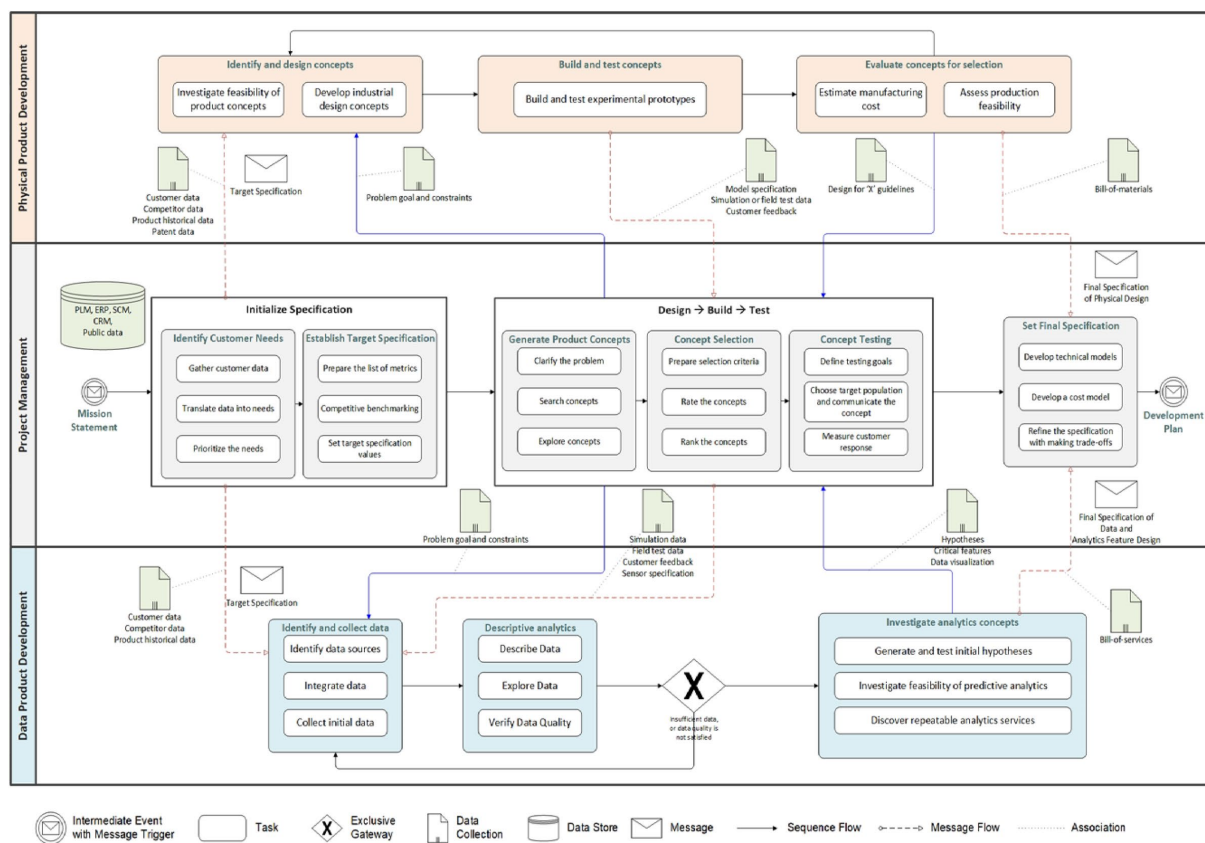 Physical Product Development
Identify and design concepts
Investigate feasibility of
product concepts
Develop industrial
design concepts
Build and test concepts
Build and test experimental prototypes
Evaluate concepts for selection
Estimate manufacturing
cost
Assess production
feasibility
Customer data
Competitor data
Product historical data
Patent data
Target Specification
Problem goal and constraints
Model specification
Simulation or field test data
Customer feedback
Design for 'X' guidelines
Bill-of-materials
Project Management
PLM, ERP, SCM,
CRM,
Public data
Mission
Statement
Initialize Specification
Identify Customer Needs
Gather customer data
Translate data into needs
Prioritize the needs
Establish Target Specification
Prepare the list of metrics
Competitive benchmarking
Set target specification
values
Design → Build → Test
Generate Product Concepts
Clarify the problem
Search concepts
Explore concepts
Concept Selection
Prepare selection criteria
Rate the concepts
Rank the concepts
Concept Testing
Define testing goals
Choose target population
and communicate the
concept
Measure customer
response
Final Specification
of Physical Design
Set Final Specification
Develop technical models
Develop a cost model
Refine the specification
with making trade-offs
Development
Plan
Problem goal and constraints
Simulation data
Field test data
Customer feedback
Sensor specification
Hypotheses
Critical features
Data visualization
Final Specification of
Data and
Analytics Feature Design
Data Product Development
Customer data
Competitor data
Product historical data
Target Specification
Identify and collect data
Identify data sources
Integrate data
Collect initial data
Descriptive analytics
Describe Data
Explore Data
Verify Data Quality
X
Insufficient data,
or data quality is
not satisfied
Investigate analytics concepts
Generate and test initial hypotheses
Investigate feasibility of predictive analytics
Discover repeatable analytics services
Bill-of-services
Intermediate Event
with Message Trigger
Task
X
Exclusive
Gateway
Data
Collection
Data Store
Message
Sequence Flow
Message Flow
Association